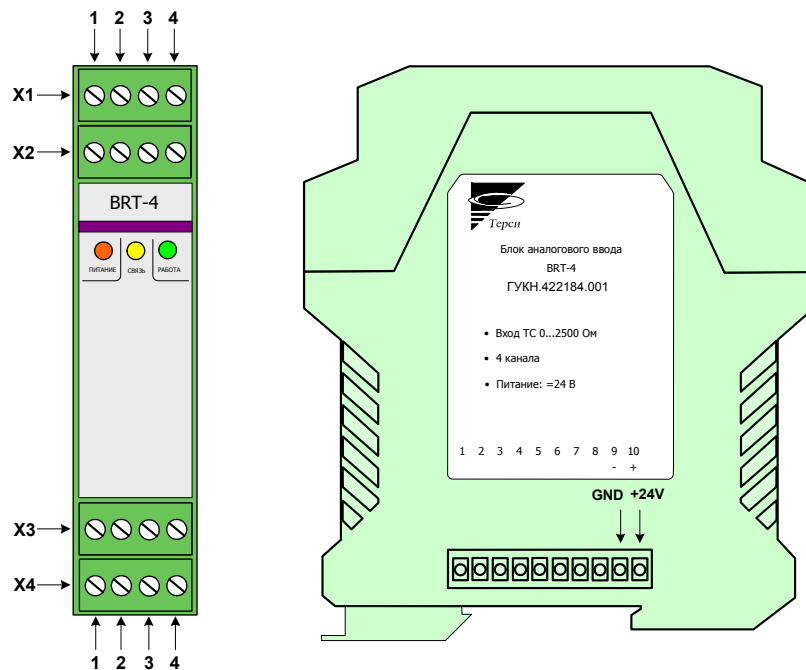 1 2 3 4
X1
X2
BRT-4
ПИТАНИЕ СВЯЗЬ РАБОТА
X3
X4
1 2 3 4
Терси
Блок аналогового ввода
BRT-4
ГУКН.422184.001
• Вход ТС 0...2500 Ом
• 4 канала
• Питание: =24 В
1 2 3 4 5 6 7 8 9 10
- +
GND +24V